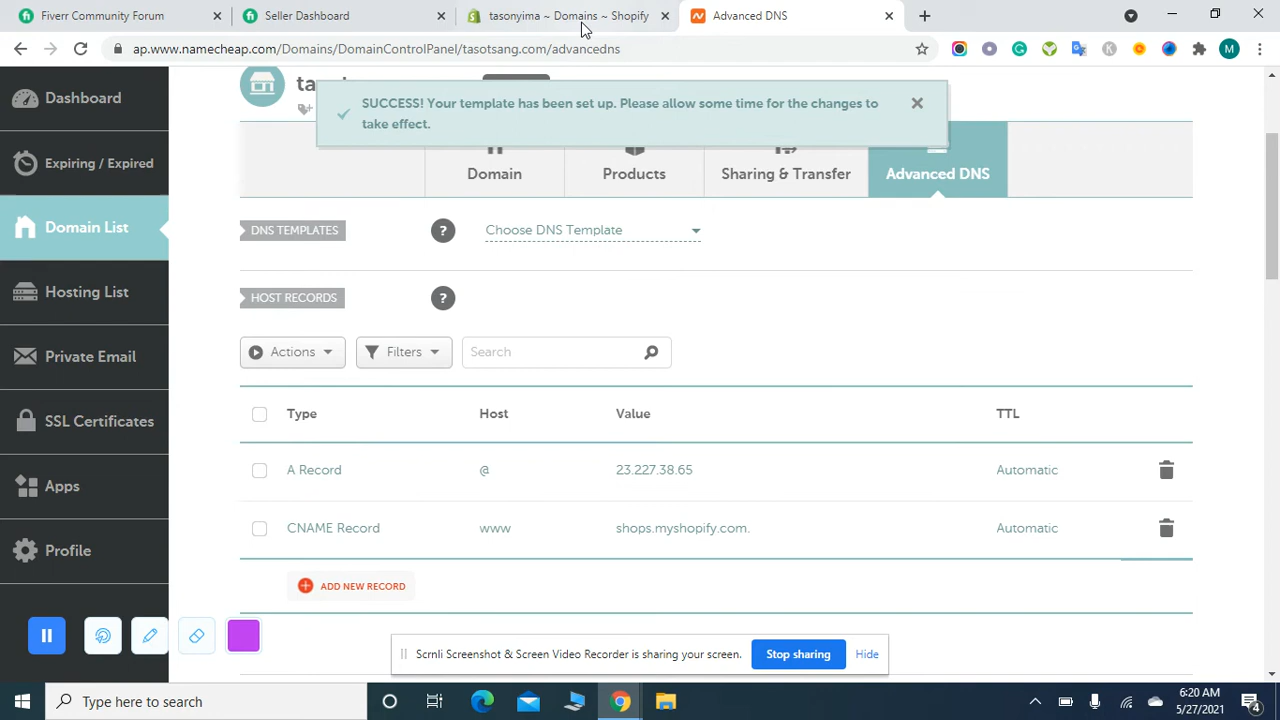 Fiverr Community Forum
Seller Dashboard
tasonyima ~ Domains ~ Shopify
Advanced DNS
ap.www.namecheap.com/Domains/DomainControlPanel/tasotsang.com/advancedns
M
Dashboard
Expiring / Expired
Domain List
Hosting List
Private Email
SSL Certificates
Apps
Profile
SUCCESS! Your template has been set up. Please allow some time for the changes to
take effect.
Domain
Products
Sharing & Transfer
Advanced DNS
DNS TEMPLATES
?
Choose DNS Template
HOST RECORDS
?
Actions
Filters
Search
Type Host Value TTL
A Record @ 23.227.38.65 Automatic
CNAME Record www shops.myshopify.com. Automatic
ADD NEW RECORD
Scrnli Screenshot & Screen Video Recorder is sharing your screen.
Stop sharing
Hide
Type here to search
6:20 AM
5/27/2021
4